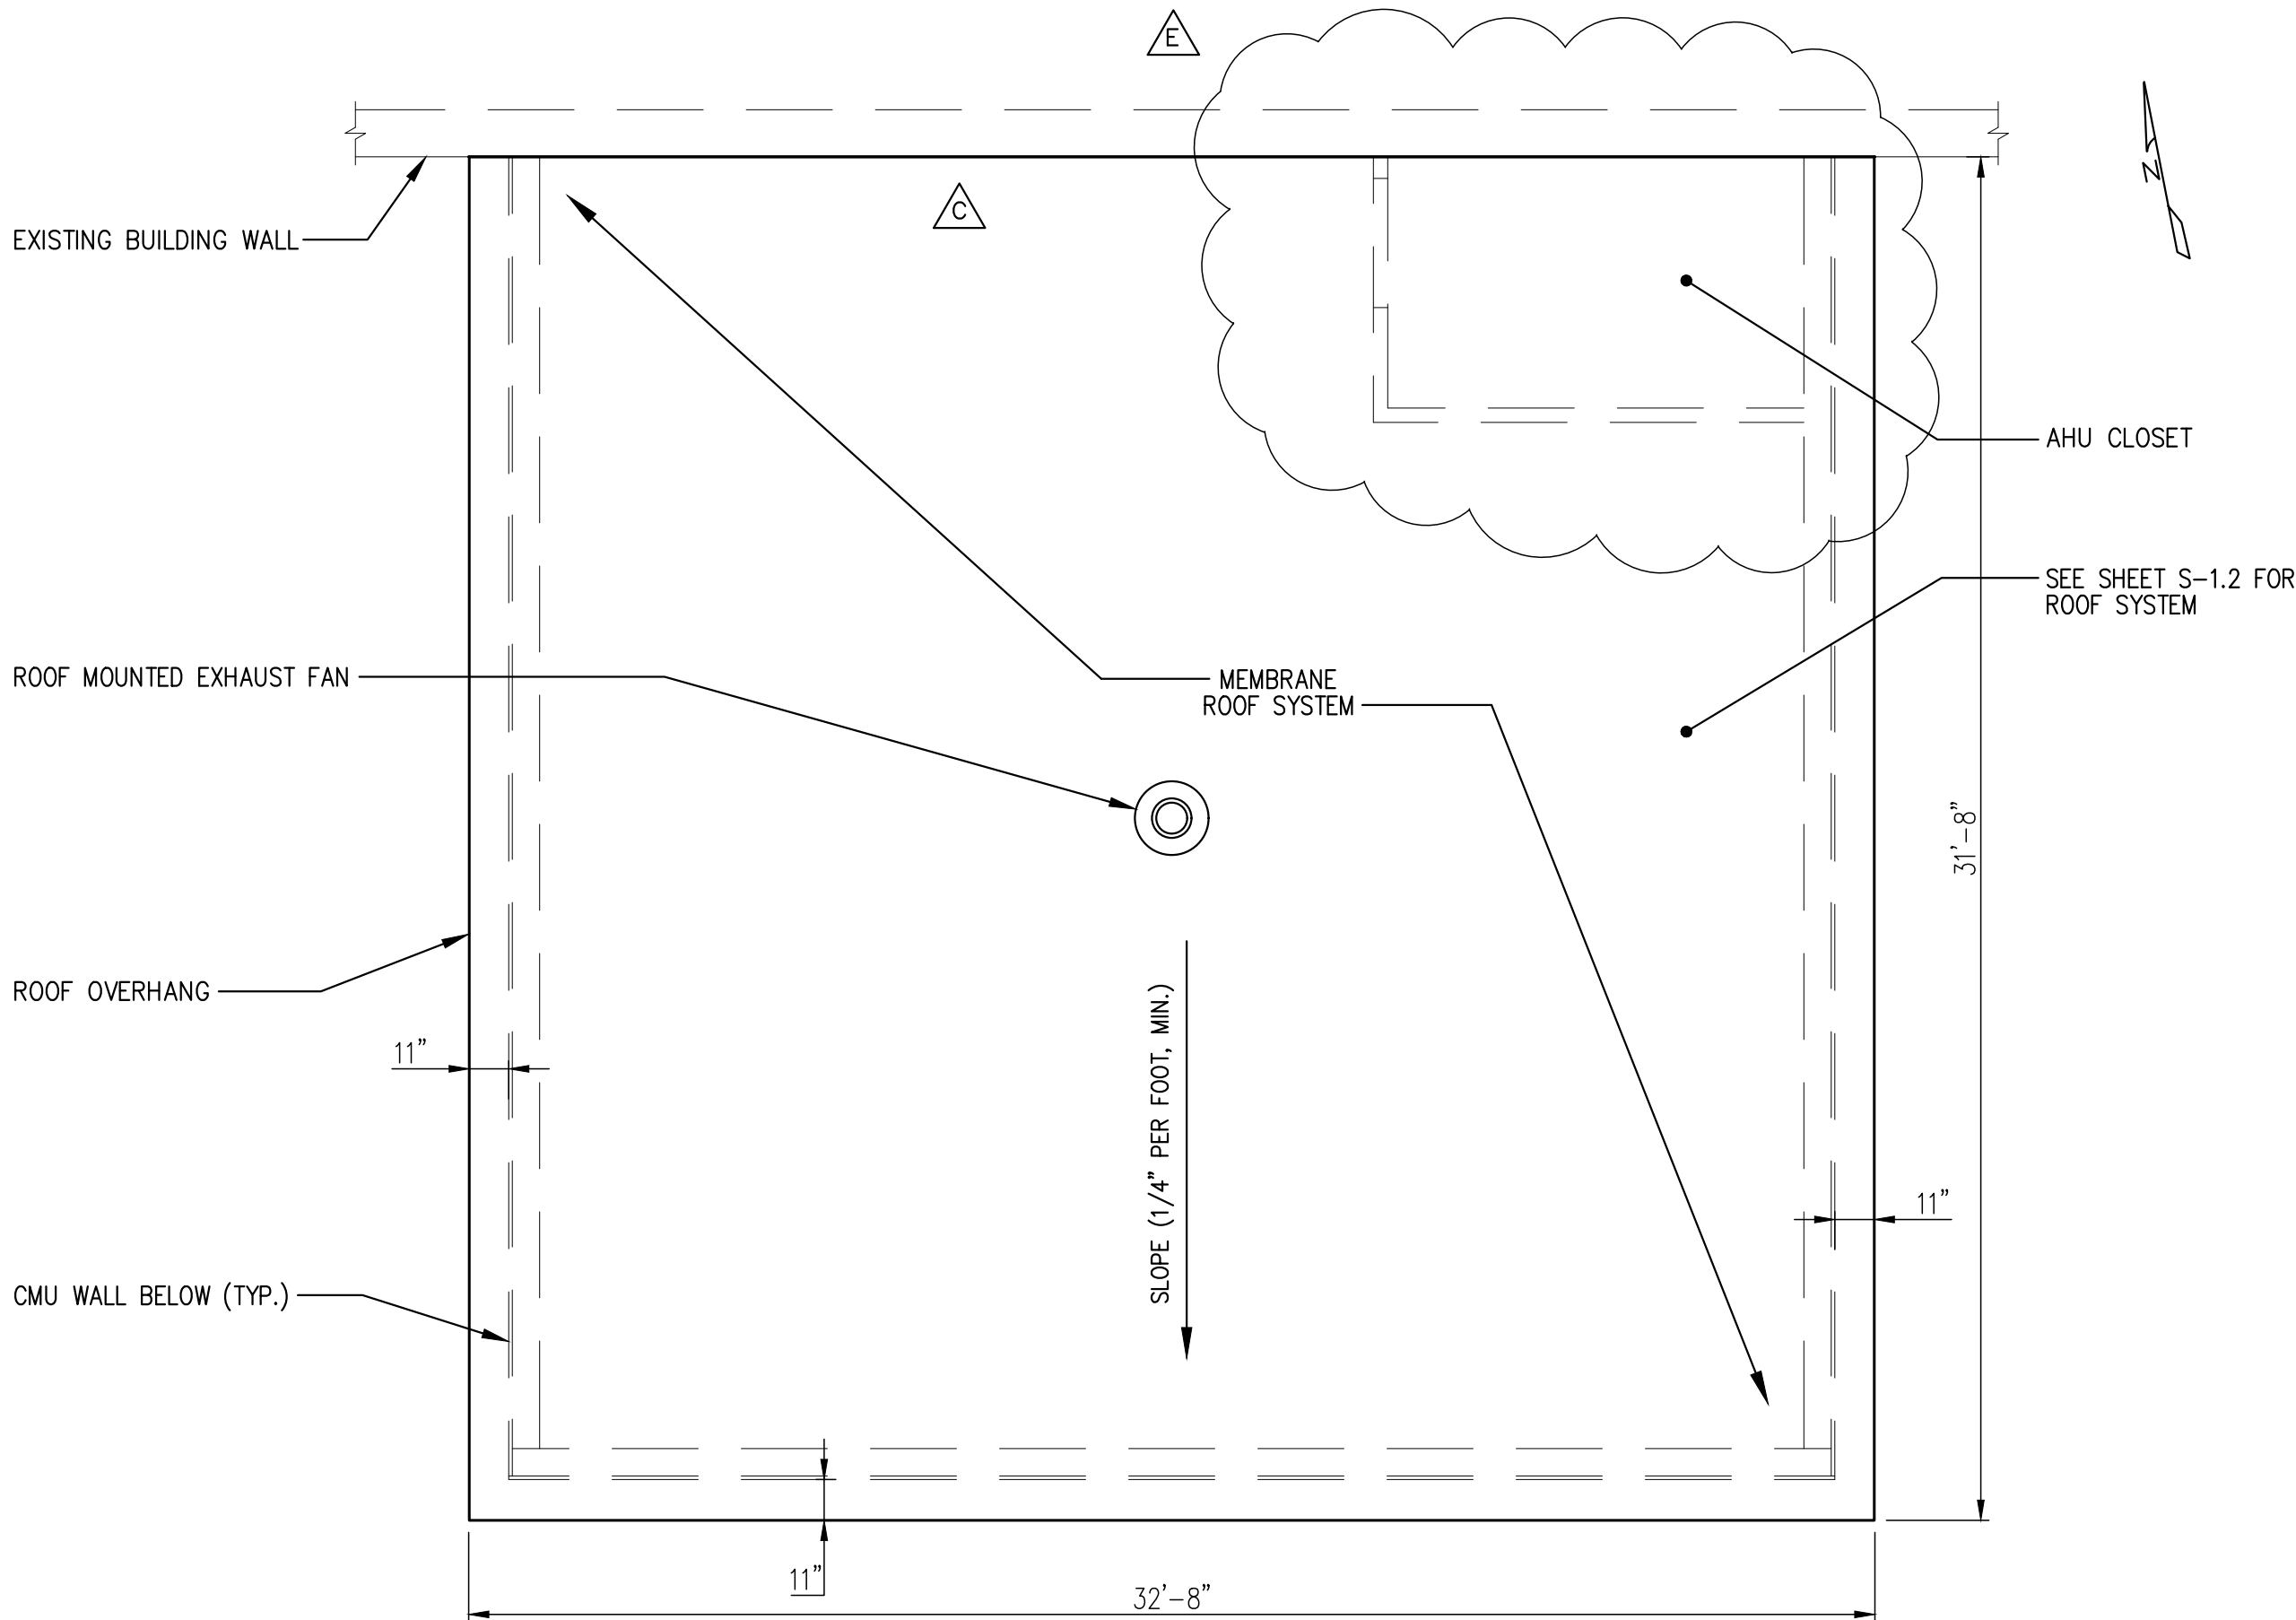 E
C
N
EXISTING BUILDING WALL
AHU CLOSET
SEE SHEET S-1.2 FOR
ROOF SYSTEM
ROOF MOUNTED EXHAUST FAN
MEMBRANE
ROOF SYSTEM
31'-8"
ROOF OVERHANG
11"
SLOPE (1/4" PER FOOT, MIN.)
11"
CMU WALL BELOW (TYP.)
11"
32'-8"